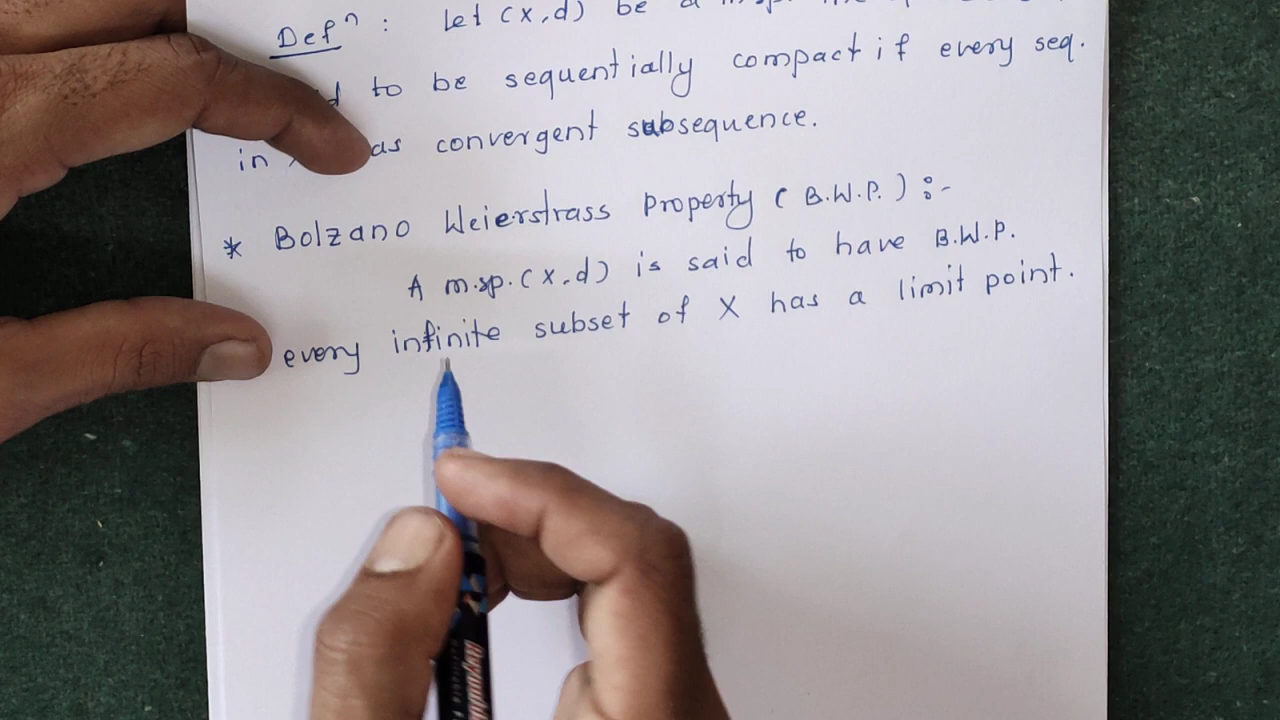 Defⁿ : Let (X,d) be a
to be sequentially compact if every seq.
in convergent subsequence.
* Bolzano Weierstrass Property ( B.W.P. ) :-
A m.sp. (X,d) is said to have B.W.P.
every infinite subset of X has a limit point.